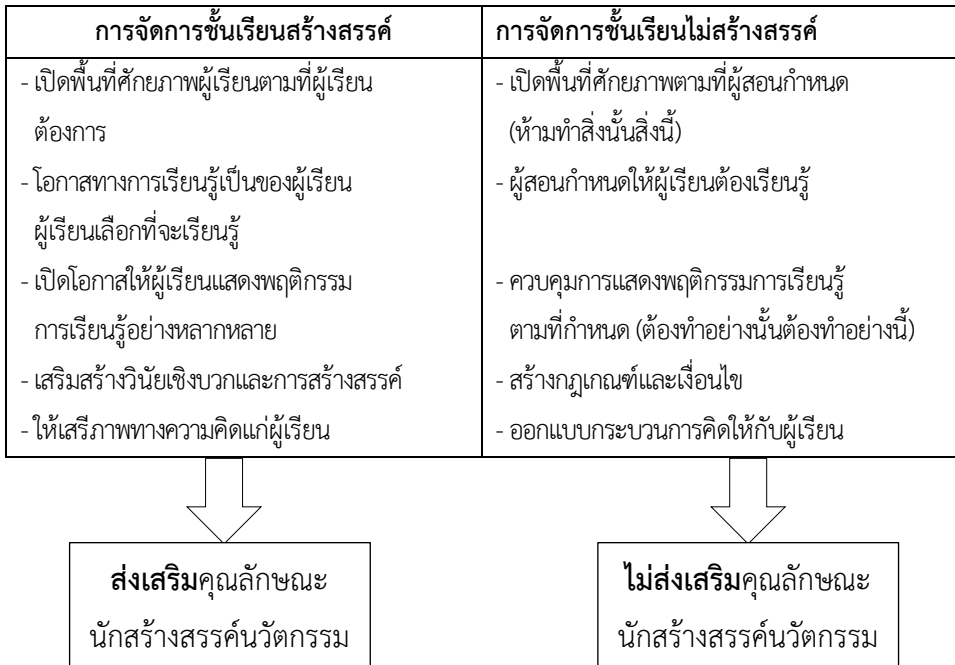 การจัดการชั้นเรียนสร้างสรรค์
- เปิดพื้นที่ศักยภาพผู้เรียนตามที่ผู้เรียน
ต้องการ
- โอกาสทางการเรียนรู้เป็นของผู้เรียน
ผู้เรียนเลือกที่จะเรียนรู้
- เปิดโอกาสให้ผู้เรียนแสดงพฤติกรรม
การเรียนรู้อย่างหลากหลาย
- เสริมสร้างวินัยเชิงบวกและการสร้างสรรค์
- ให้เสรีภาพทางความคิดแก่ผู้เรียน
การจัดการชั้นเรียนไม่สร้างสรรค์
- เปิดพื้นที่ศักยภาพตามที่ผู้สอนกำหนด
(ห้ามทำสิ่งนั้นสิ่งนี้)
- ผู้สอนกำหนดให้ผู้เรียนต้องเรียนรู้
- ควบคุมการแสดงพฤติกรรมการเรียนรู้
ตามที่กำหนด (ต้องทำอย่างนั้นต้องทำอย่างนี้)
- สร้างกฎเกณฑ์และเงื่อนไข
- ออกแบบกระบวนการคิดให้กับผู้เรียน
ส่งเสริมคุณลักษณะ
นักสร้างสรรค์นวัตกรรม
ไม่ส่งเสริมคุณลักษณะ
นักสร้างสรรค์นวัตกรรม